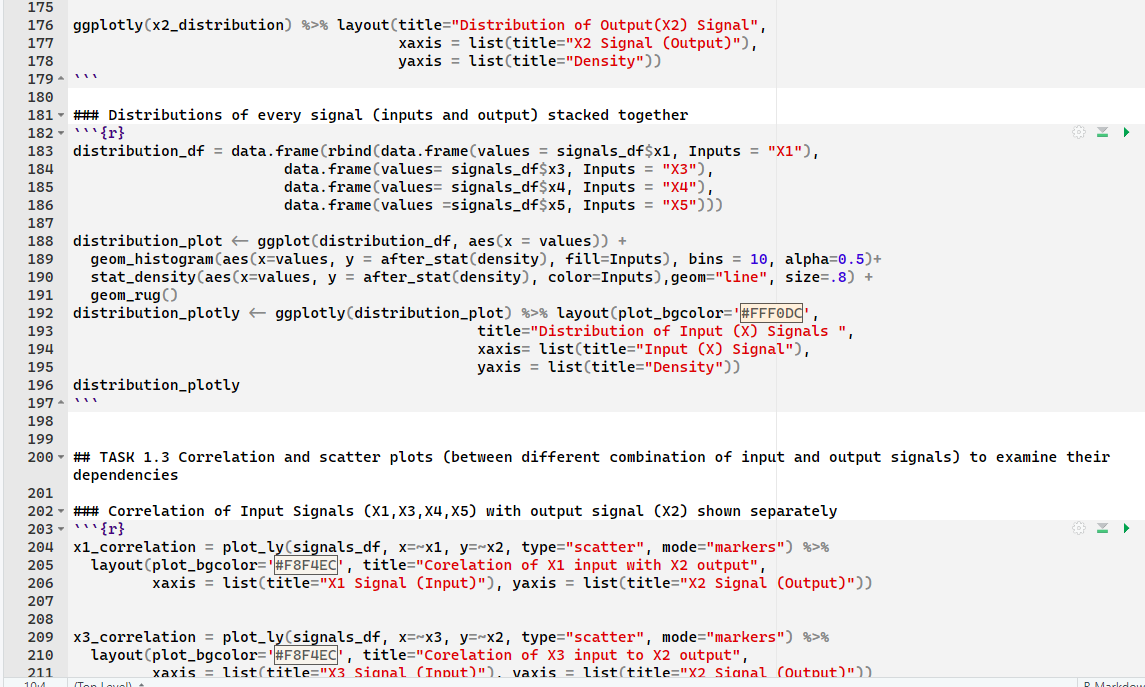 175
176 ggplotly(x2_distribution) %>% layout(title="Distribution of Output(X2) Signal",
177 xaxis = list(title="X2 Signal (Output)"),
178 yaxis = list(title="Density"))
179 ```
180
181 ### Distributions of every signal (inputs and output) stacked together
182 ```{r}
183 distribution_df = data.frame(rbind(data.frame(values = signals_df$x1, Inputs = "X1"),
184 data.frame(values= signals_df$x3, Inputs = "X3"),
185 data.frame(values= signals_df$x4, Inputs = "X4"),
186 data.frame(values =signals_df$x5, Inputs = "X5")))
187
188 distribution_plot <- ggplot(distribution_df, aes(x = values)) +
189 geom_histogram(aes(x=values, y = after_stat(density), fill=Inputs), bins = 10, alpha=0.5)+
190 stat_density(aes(x=values, y = after_stat(density), color=Inputs),geom="line", size=.8) +
191 geom_rug()
192 distribution_plotly <- ggplotly(distribution_plot) %>% layout(plot_bgcolor='#FFF0DC',
193 title="Distribution of Input (X) Signals ",
194 xaxis= list(title="Input (X) Signal"),
195 yaxis = list(title="Density"))
196 distribution_plotly
197 ```
198
199
200 ## TASK 1.3 Correlation and scatter plots (between different combination of input and output signals) to examine their
dependencies
201
202 ### Correlation of Input Signals (X1,X3,X4,X5) with output signal (X2) shown separately
203 ```{r}
204 x1_correlation = plot_ly(signals_df, x=~x1, y=~x2, type="scatter", mode="markers") %>%
205 layout(plot_bgcolor='#F8F4EC', title="Corelation of X1 input with X2 output",
206 xaxis = list(title="X1 Signal (Input)"), yaxis = list(title="X2 Signal (Output)"))
207
208
209 x3_correlation = plot_ly(signals_df, x=~x3, y=~x2, type="scatter", mode="markers") %>%
210 layout(plot_bgcolor='#F8F4EC', title="Corelation of X3 input to X2 output",
211 xaxis = list(title="X3 Signal (Input)"), yaxis = list(title="X2 Signal (Output)"))
(Top Level)